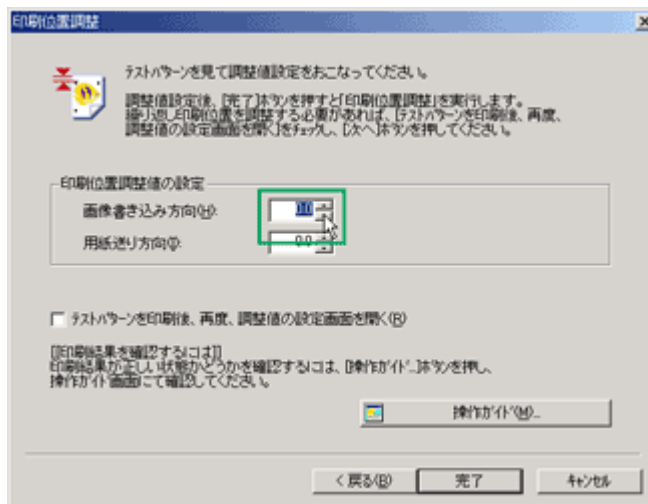 印刷位置調整
テストパターンを見て調整値設定をおこなってください。
調整値設定後、[完了]ボタンを押すと「印刷位置調整」を実行します。
繰り返し印刷位置を調整する必要があれば、[テストパターンを印刷後、再度、
調整値の設定画面を開く]をチェックし、[次へ]ボタンを押してください。
印刷位置調整値の設定
画像書き込み方向(H): 0.0
用紙送り方向(I): 0.0
テストパターンを印刷後、再度、調整値の設定画面を開く(R)
[[印刷結果を確認するには]]
印刷結果が正しい状態かどうかを確認するには、[操作ガイド...]ボタンを押し、
操作ガイド画面にて確認してください。
操作ガイド(M)...
< 戻る(B) 完了 キャンセル